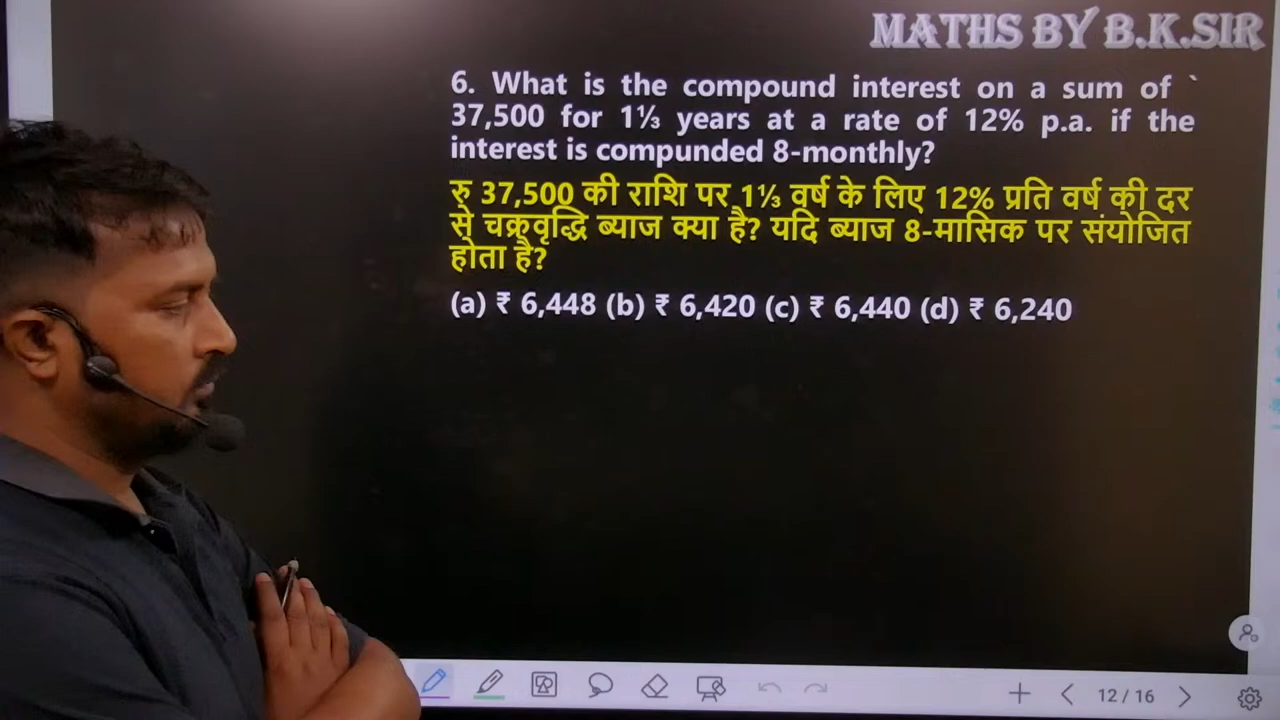 MATHS BY B.K.SIR
6. What is the compound interest on a sum of `
37,500 for 1⅓ years at a rate of 12% p.a. if the
interest is compunded 8-monthly?
रु 37,500 की राशि पर 1⅓ वर्ष के लिए 12% प्रति वर्ष की दर
से चक्रवृद्धि ब्याज क्या है? यदि ब्याज 8-मासिक पर संयोजित
होता है?
(a) ₹ 6,448 (b) ₹ 6,420 (c) ₹ 6,440 (d) ₹ 6,240
12 / 16